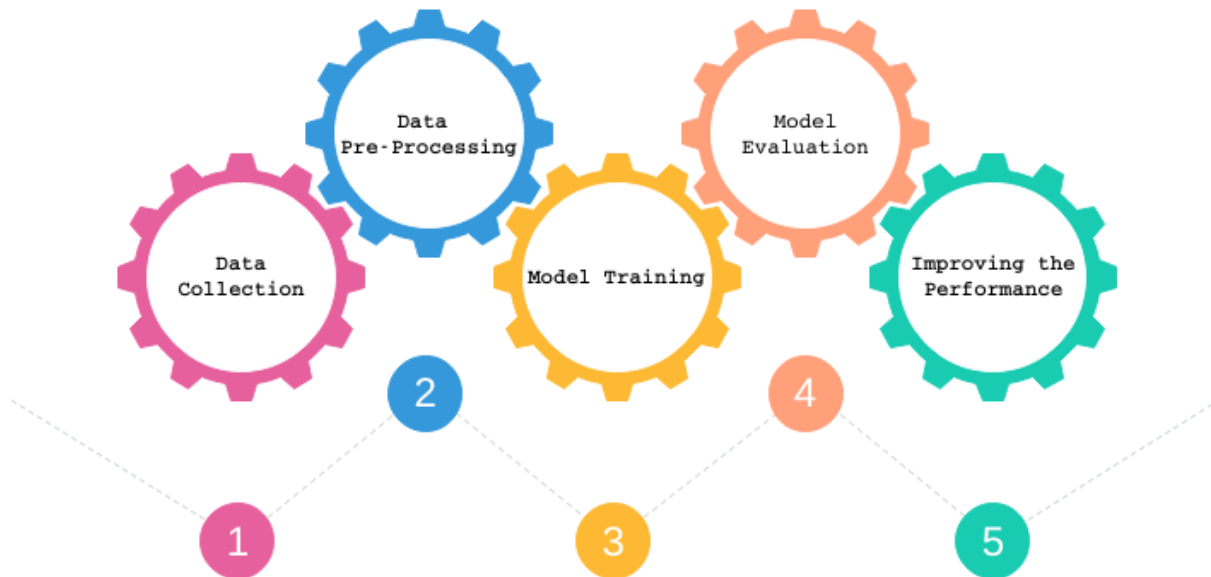 Data
Pre-Processing
Model
Evaluation
Data
Collection
Model Training
Improving the
Performance
2
4
1
3
5